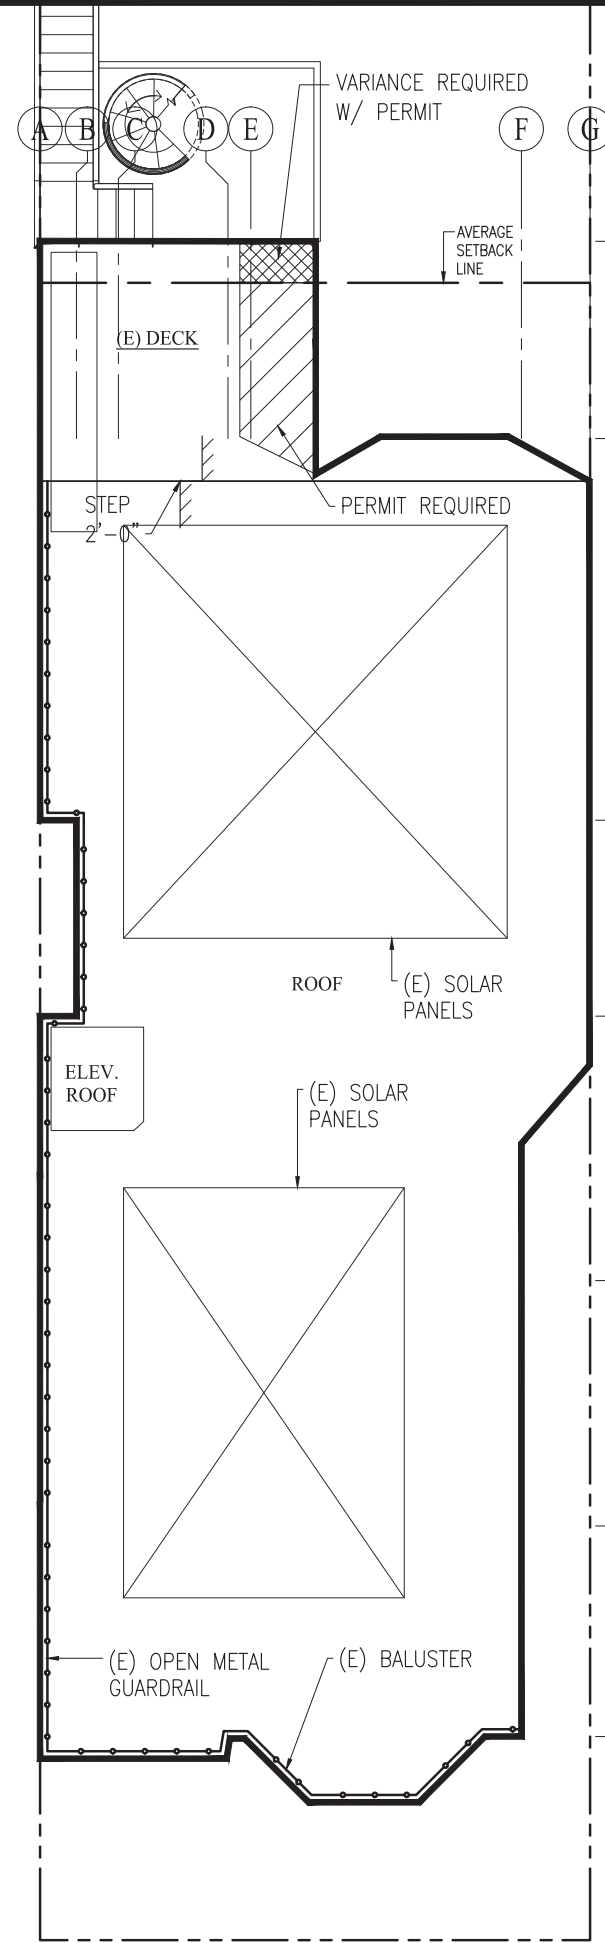 VARIANCE REQUIRED
W/ PERMIT
A B C D E F G
AVERAGE
SETBACK
LINE
(E) DECK
STEP
2'-0"
PERMIT REQUIRED
ROOF
(E) SOLAR
PANELS
ELEV.
ROOF
(E) SOLAR
PANELS
(E) OPEN METAL
GUARDRAIL
(E) BALUSTER